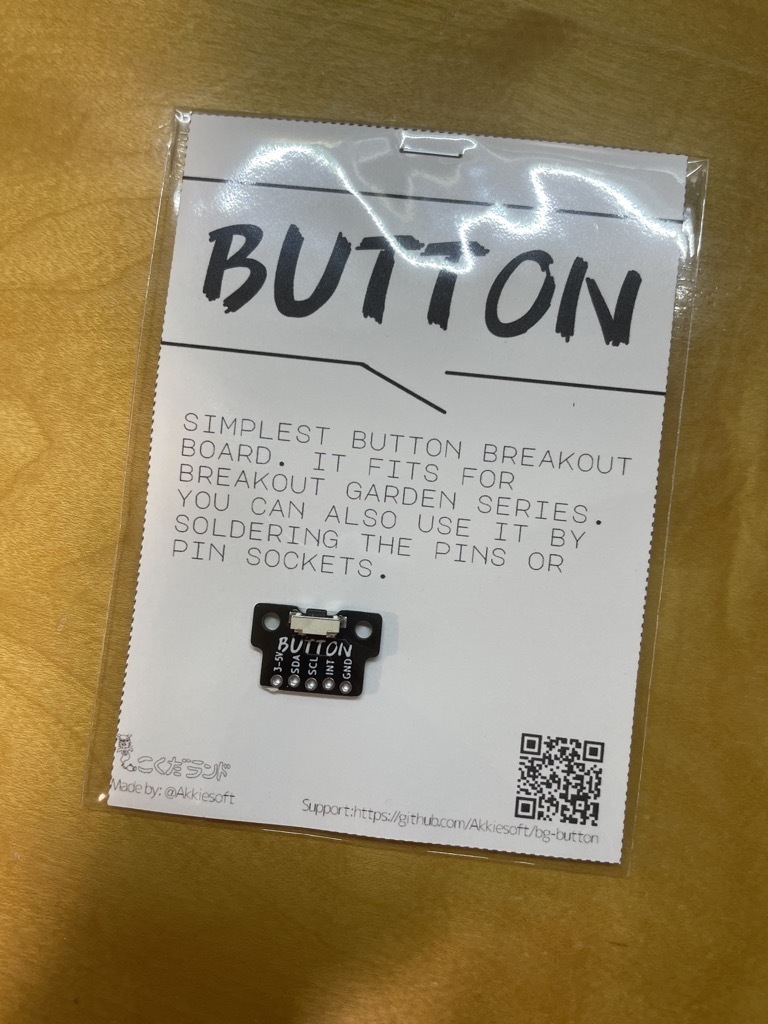 BUTTON
SIMPLEST BUTTON BREAKOUT
BOARD. IT FITS FOR
BREAKOUT GARDEN SERIES.
YOU CAN ALSO USE IT BY
SOLDERING THE PINS OR
PIN SOCKETS.
BUTTON
3-5V
SDA
SCL
INT
GND
こくだランド
Made by: @Akkiesoft
Support:https://github.com/Akkiesoft/bg-button